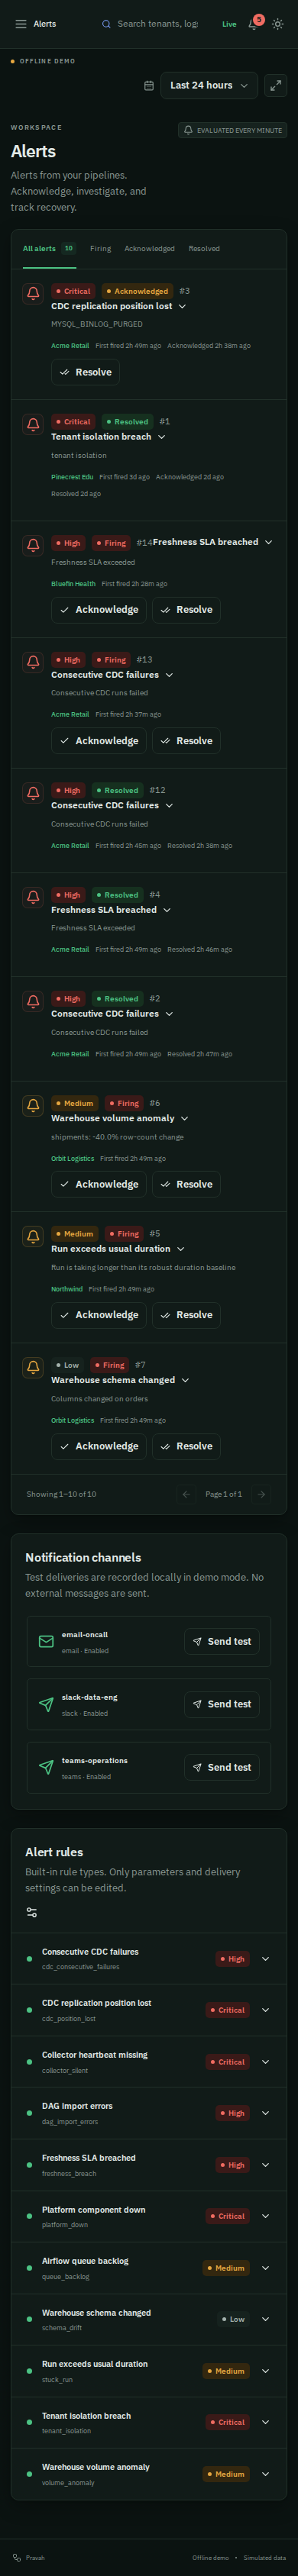 Alerts
Search tenants, log:
Live
5
OFFLINE DEMO
Last 24 hours
WORKSPACE
EVALUATED EVERY MINUTE
Alerts
Alerts from your pipelines.
Acknowledge, investigate, and
track recovery.
All alerts 10 Firing Acknowledged Resolved
Critical Acknowledged #3
CDC replication position lost
MYSQL_BINLOG_PURGED
Acme Retail First fired 2h 49m ago Acknowledged 2h 38m ago
Resolve
Critical Resolved #1
Tenant isolation breach
tenant isolation
Pinecrest Edu First fired 3d ago Acknowledged 2d ago
Resolved 2d ago
High Firing #14 Freshness SLA breached
Freshness SLA exceeded
Bluefin Health First fired 2h 28m ago
Acknowledge Resolve
High Firing #13
Consecutive CDC failures
Consecutive CDC runs failed
Acme Retail First fired 2h 37m ago
Acknowledge Resolve
High Resolved #12
Consecutive CDC failures
Consecutive CDC runs failed
Acme Retail First fired 2h 45m ago Resolved 2h 38m ago
High Resolved #4
Freshness SLA breached
Freshness SLA exceeded
Acme Retail First fired 2h 49m ago Resolved 2h 46m ago
High Resolved #2
Consecutive CDC failures
Consecutive CDC runs failed
Acme Retail First fired 2h 49m ago Resolved 2h 47m ago
Medium Firing #6
Warehouse volume anomaly
shipments: -40.0% row-count change
Orbit Logistics First fired 2h 49m ago
Acknowledge Resolve
Medium Firing #5
Run exceeds usual duration
Run is taking longer than its robust duration baseline
Northwind First fired 2h 49m ago
Acknowledge Resolve
Low Firing #7
Warehouse schema changed
Columns changed on orders
Orbit Logistics First fired 2h 49m ago
Acknowledge Resolve
Showing 1–10 of 10
Page 1 of 1
Notification channels
Test deliveries are recorded locally in demo mode. No
external messages are sent.
email-oncall
email · Enabled
Send test
slack-data-eng
slack · Enabled
Send test
teams-operations
teams · Enabled
Send test
Alert rules
Built-in rule types. Only parameters and delivery
settings can be edited.
Consecutive CDC failures
cdc_consecutive_failures
High
CDC replication position lost
cdc_position_lost
Critical
Collector heartbeat missing
collector_silent
Critical
DAG import errors
dag_import_errors
High
Freshness SLA breached
freshness_breach
High
Platform component down
platform_down
Critical
Airflow queue backlog
queue_backlog
Medium
Warehouse schema changed
schema_drift
Low
Run exceeds usual duration
stuck_run
Medium
Tenant isolation breach
tenant_isolation
Critical
Warehouse volume anomaly
volume_anomaly
Medium
Pravah
Offline demo • Simulated data